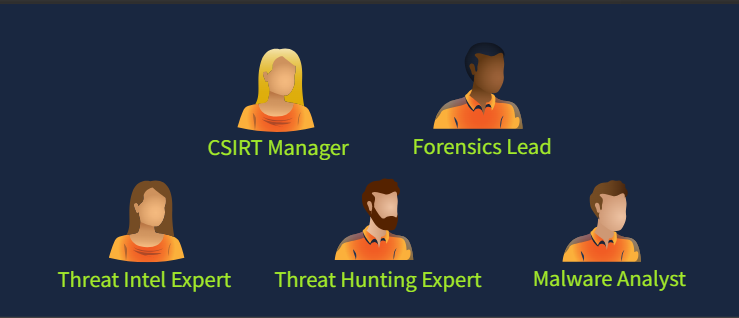 CSIRT Manager
Forensics Lead
Threat Intel Expert
Threat Hunting Expert
Malware Analyst